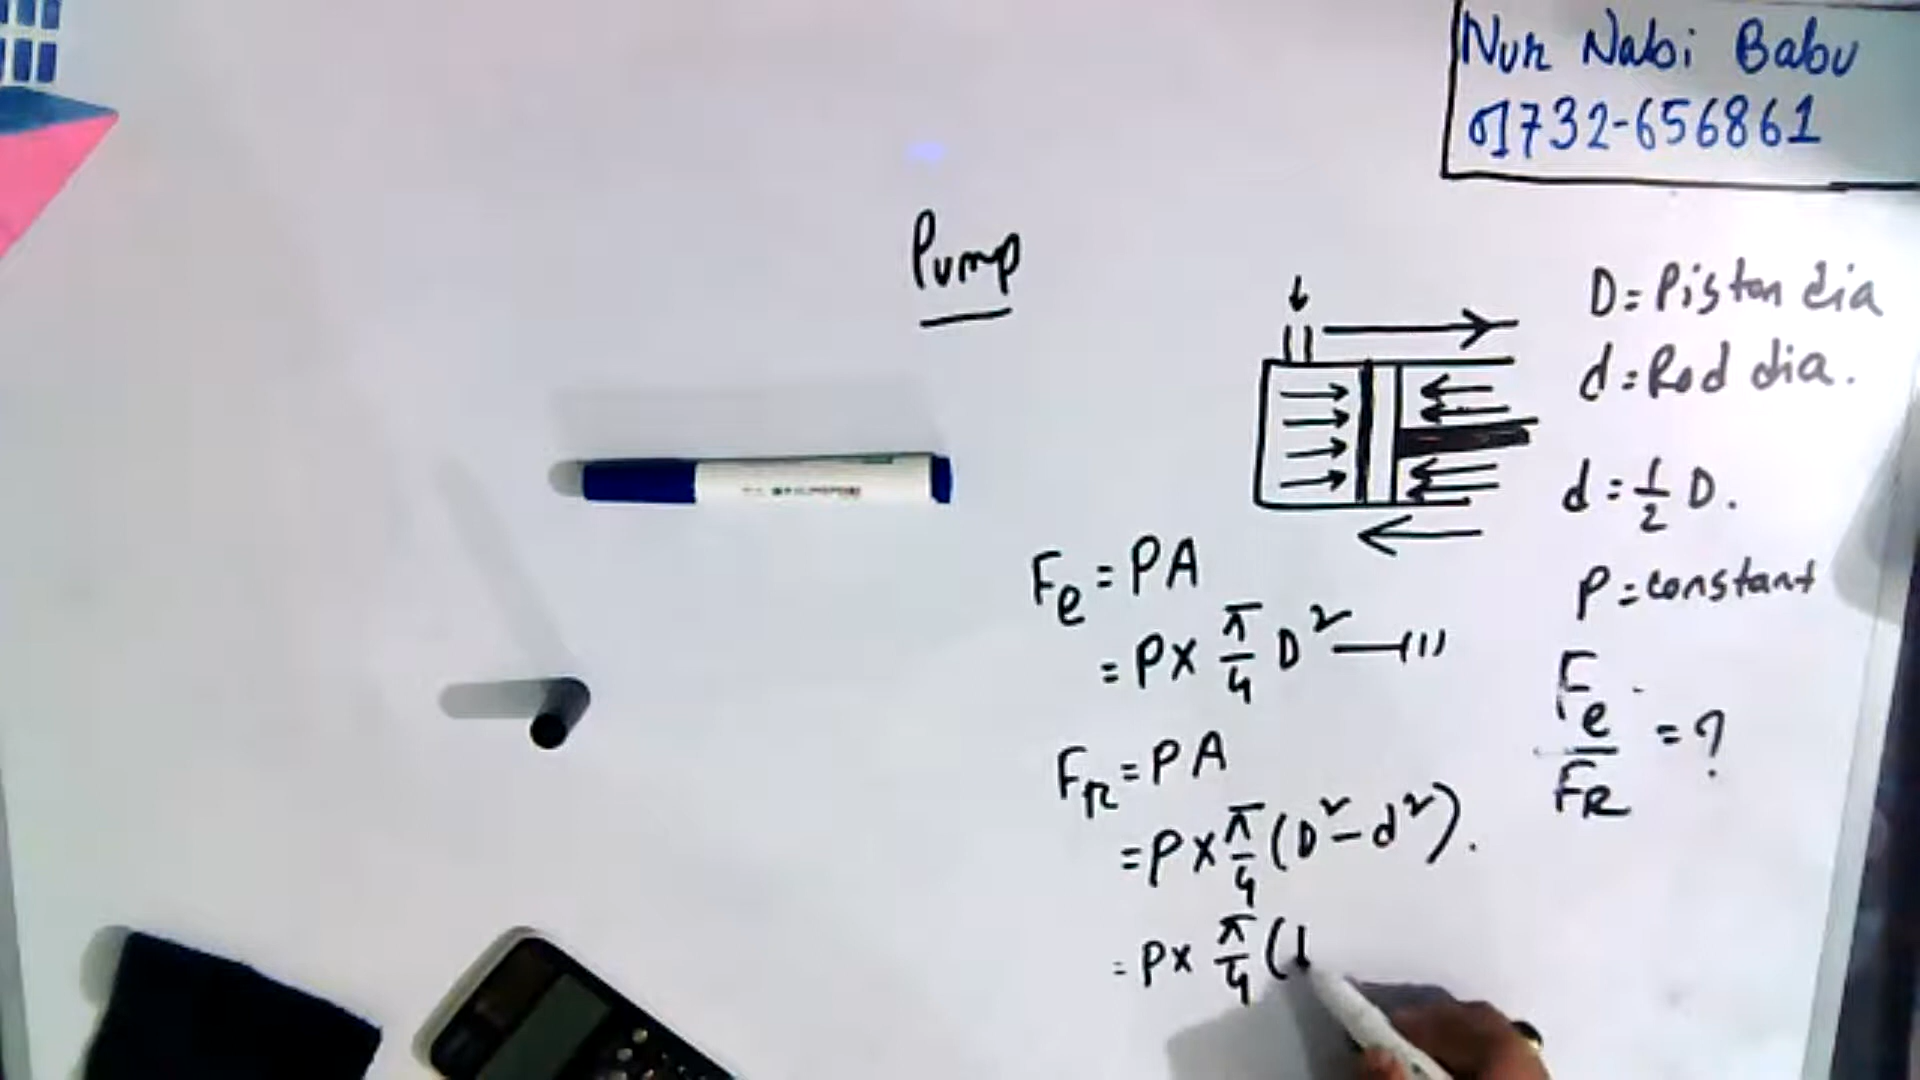 Nur Nabi Babu
01732-656861
Pump
D = Piston dia
d = Rod dia.
d = 1/2 D.
P = constant
Fe/FR = ?
Fe = PA
= P x π/4 D² —(1)
Fr = PA
= P x π/4 (D² - d²).
= P x π/4 (